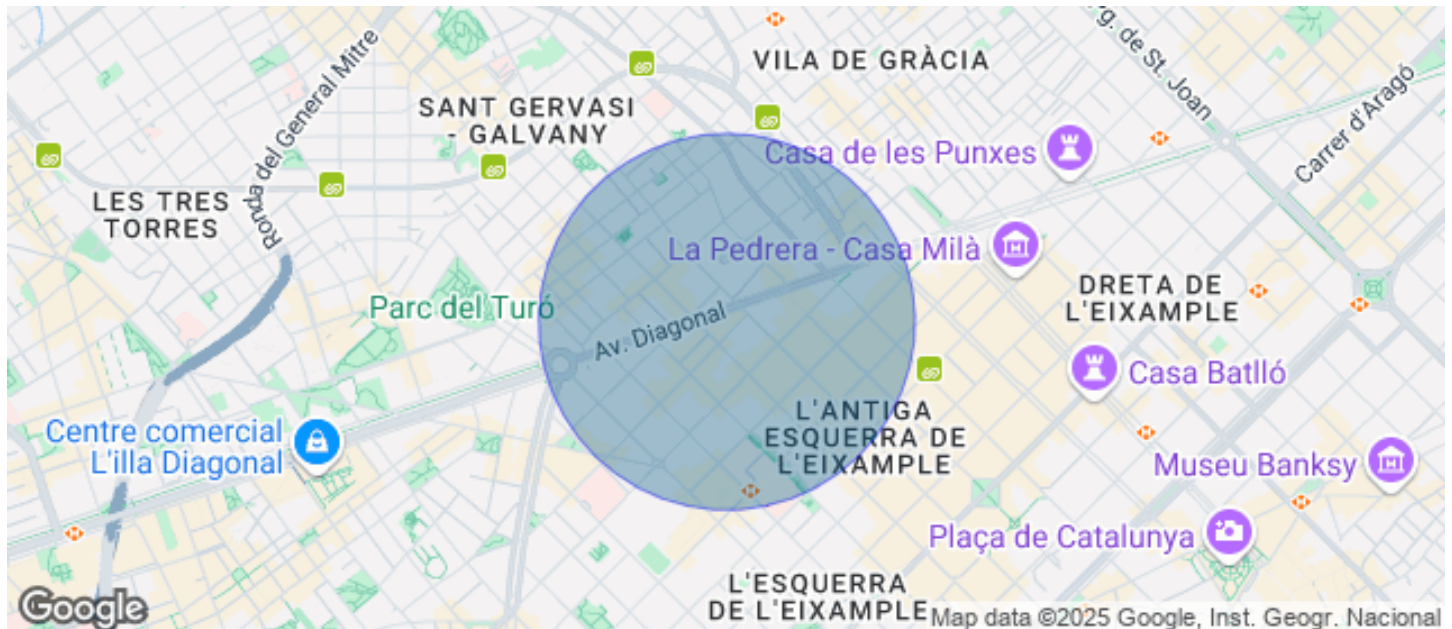 VILA DE GRÀCIA
Ronda del General Mitre
SANT GERVASI
- GALVANY
g. de St. Joan
Carrer d'Aragó
Casa de les Punxes
LES TRES
TORRES
La Pedrera - Casa Milà
Parc del Turó
DRETA DE
L'EIXAMPLE
Av. Diagonal
Casa Batlló
Centre comercial
L'illa Diagonal
L'ANTIGA
ESQUERRA DE
L'EIXAMPLE
Museu Banksy
Plaça de Catalunya
L'ESQUERRA
DE L'EIXAMPLE
Google
Map data ©2025 Google, Inst. Geogr. Nacional